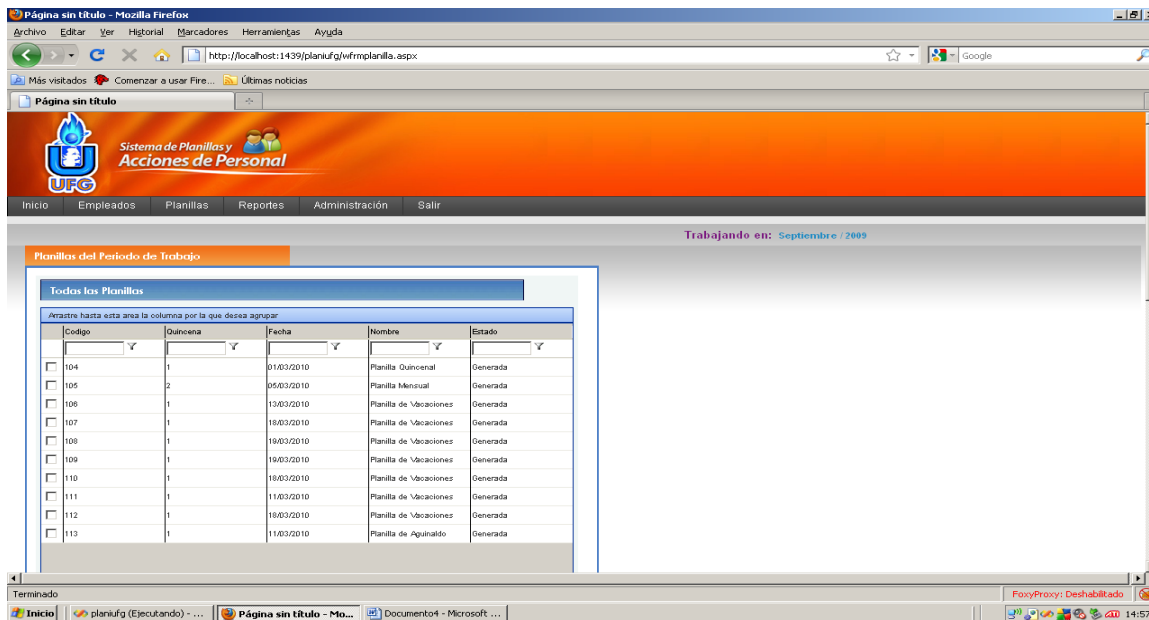 Página sin título - Mozilla Firefox
Archivo Editar Ver Historial Marcadores Herramientas Ayuda
http://localhost:1439/planiufg/wfrmplanilla.aspx
Google
Más visitados Comenzar a usar Fire... Últimas noticias
Página sin título
UFG
Sistema de Planillas y
Acciones de Personal
Inicio Empleados Planillas Reportes Administración Salir
Trabajando en: Septiembre / 2009
Planillas del Periodo de Trabajo
Todas las Planillas
Arrastre hasta esta area la columna por la que desea agrupar
Codigo Quincena Fecha Nombre Estado
104 1 01/03/2010 Planilla Quincenal Generada
105 2 05/03/2010 Planilla Mensual Generada
106 1 13/03/2010 Planilla de Vacaciones Generada
107 1 18/03/2010 Planilla de Vacaciones Generada
108 1 19/03/2010 Planilla de Vacaciones Generada
109 1 19/03/2010 Planilla de Vacaciones Generada
110 1 18/03/2010 Planilla de Vacaciones Generada
111 1 11/03/2010 Planilla de Vacaciones Generada
112 1 18/03/2010 Planilla de Vacaciones Generada
113 1 11/03/2010 Planilla de Aguinaldo Generada
Terminado
FoxyProxy: Deshabilitado
Inicio planiufg (Ejecutando) - ... Página sin título - Mo... Documento4 - Microsoft ... 14:57